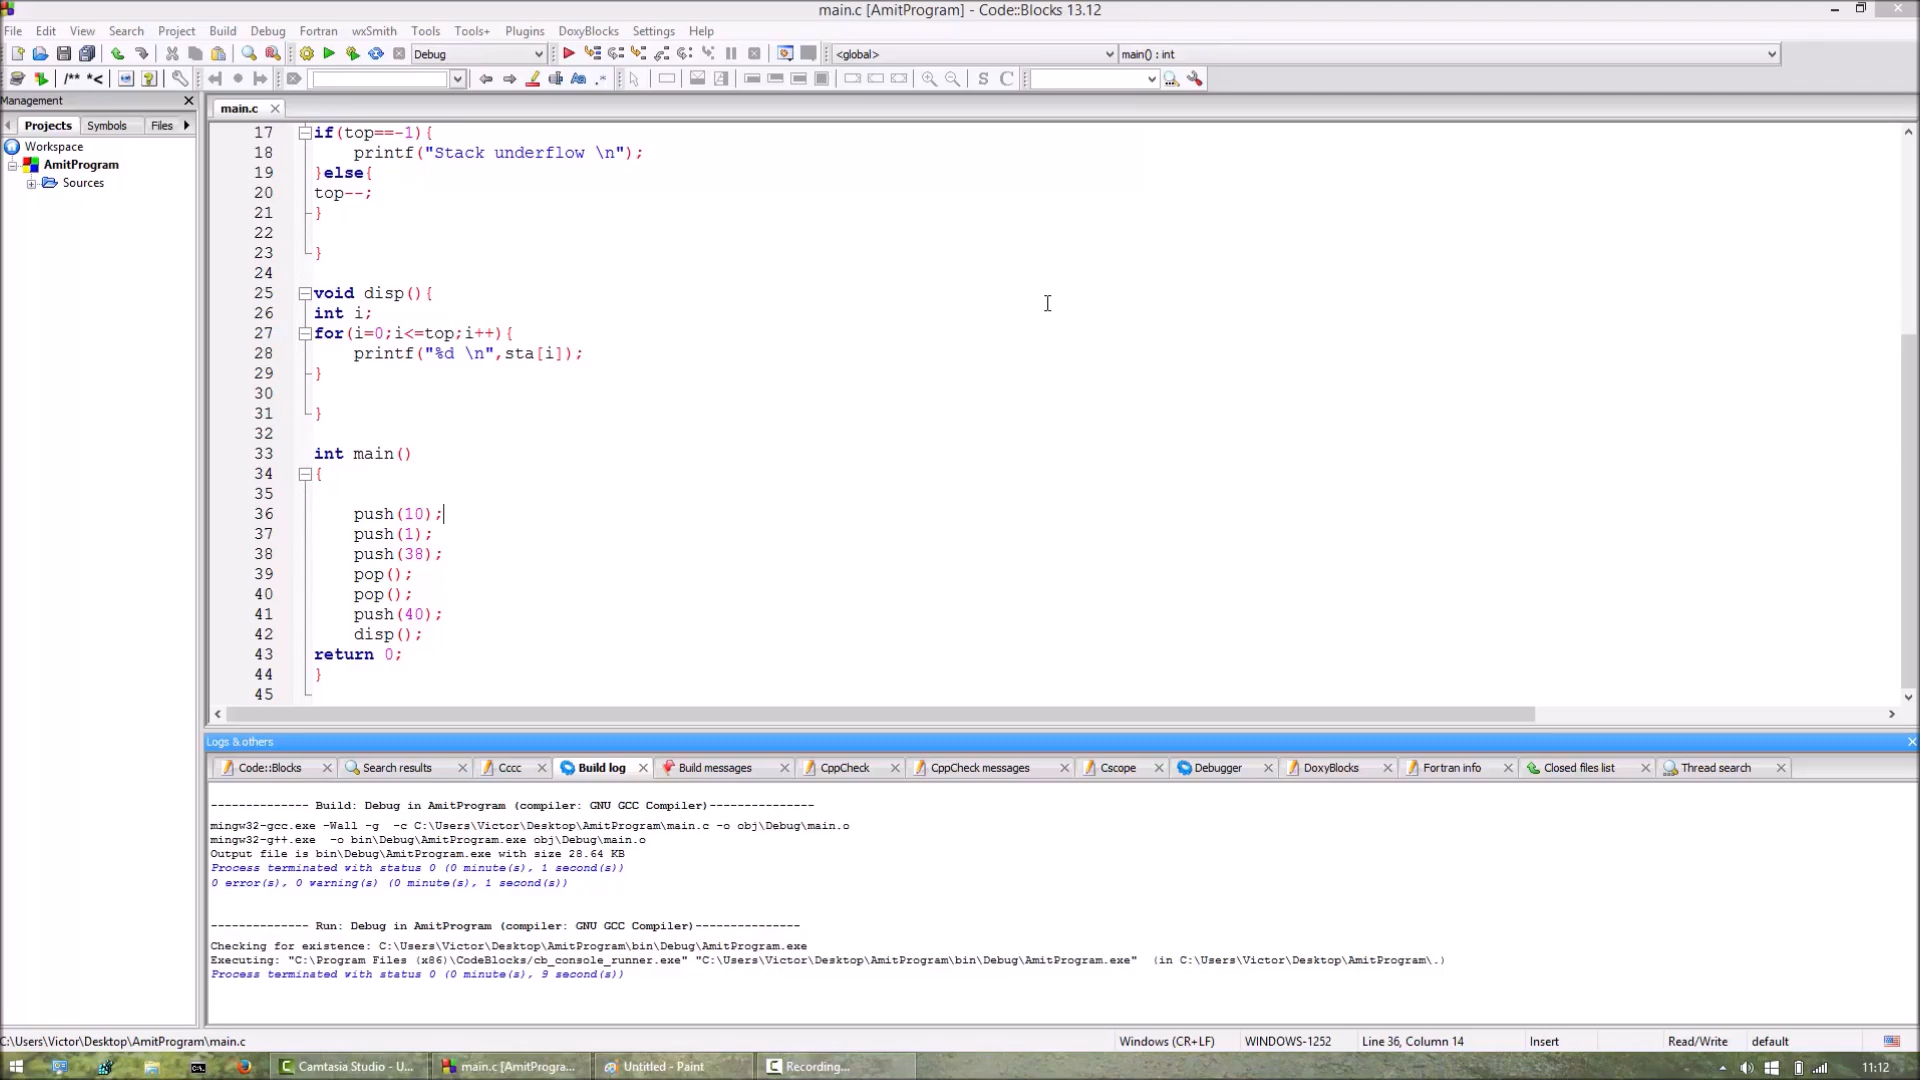 main.c [AmitProgram] - Code::Blocks 13.12
File Edit View Search Project Build Debug Fortran wxSmith Tools Tools+ Plugins DoxyBlocks Settings Help
Debug <global> main() : int
/** *<
S C
Management
main.c
Projects Symbols Files
Workspace
AmitProgram
Sources
17 if(top==-1){
18 printf("Stack underflow \n");
19 }else{
20 top--;
21 }
22
23 }
24
25 void disp(){
26 int i;
27 for(i=0;i<=top;i++){
28 printf("%d \n",sta[i]);
29 }
30
31 }
32
33 int main()
34 {
35
36 push(10);
37 push(1);
38 push(38);
39 pop();
40 pop();
41 push(40);
42 disp();
43 return 0;
44 }
45
Logs & others
Code::Blocks Search results Cccc Build log Build messages CppCheck CppCheck messages Cscope Debugger DoxyBlocks Fortran info Closed files list Thread search
-------------- Build: Debug in AmitProgram (compiler: GNU GCC Compiler)---------------
mingw32-gcc.exe -Wall -g -c C:\Users\Victor\Desktop\AmitProgram\main.c -o obj\Debug\main.o
mingw32-g++.exe -o bin\Debug\AmitProgram.exe obj\Debug\main.o
Output file is bin\Debug\AmitProgram.exe with size 28.64 KB
Process terminated with status 0 (0 minute(s), 1 second(s))
0 error(s), 0 warning(s) (0 minute(s), 1 second(s))
-------------- Run: Debug in AmitProgram (compiler: GNU GCC Compiler)---------------
Checking for existence: C:\Users\Victor\Desktop\AmitProgram\bin\Debug\AmitProgram.exe
Executing: "C:\Program Files (x86)\CodeBlocks/cb_console_runner.exe" "C:\Users\Victor\Desktop\AmitProgram\bin\Debug\AmitProgram.exe" (in C:\Users\Victor\Desktop\AmitProgram\.)
Process terminated with status 0 (0 minute(s), 9 second(s))
C:\Users\Victor\Desktop\AmitProgram\main.c Windows (CR+LF) WINDOWS-1252 Line 36, Column 14 Insert Read/Write default
Camtasia Studio - U... main.c [AmitProgra... Untitled - Paint Recording... 11:12